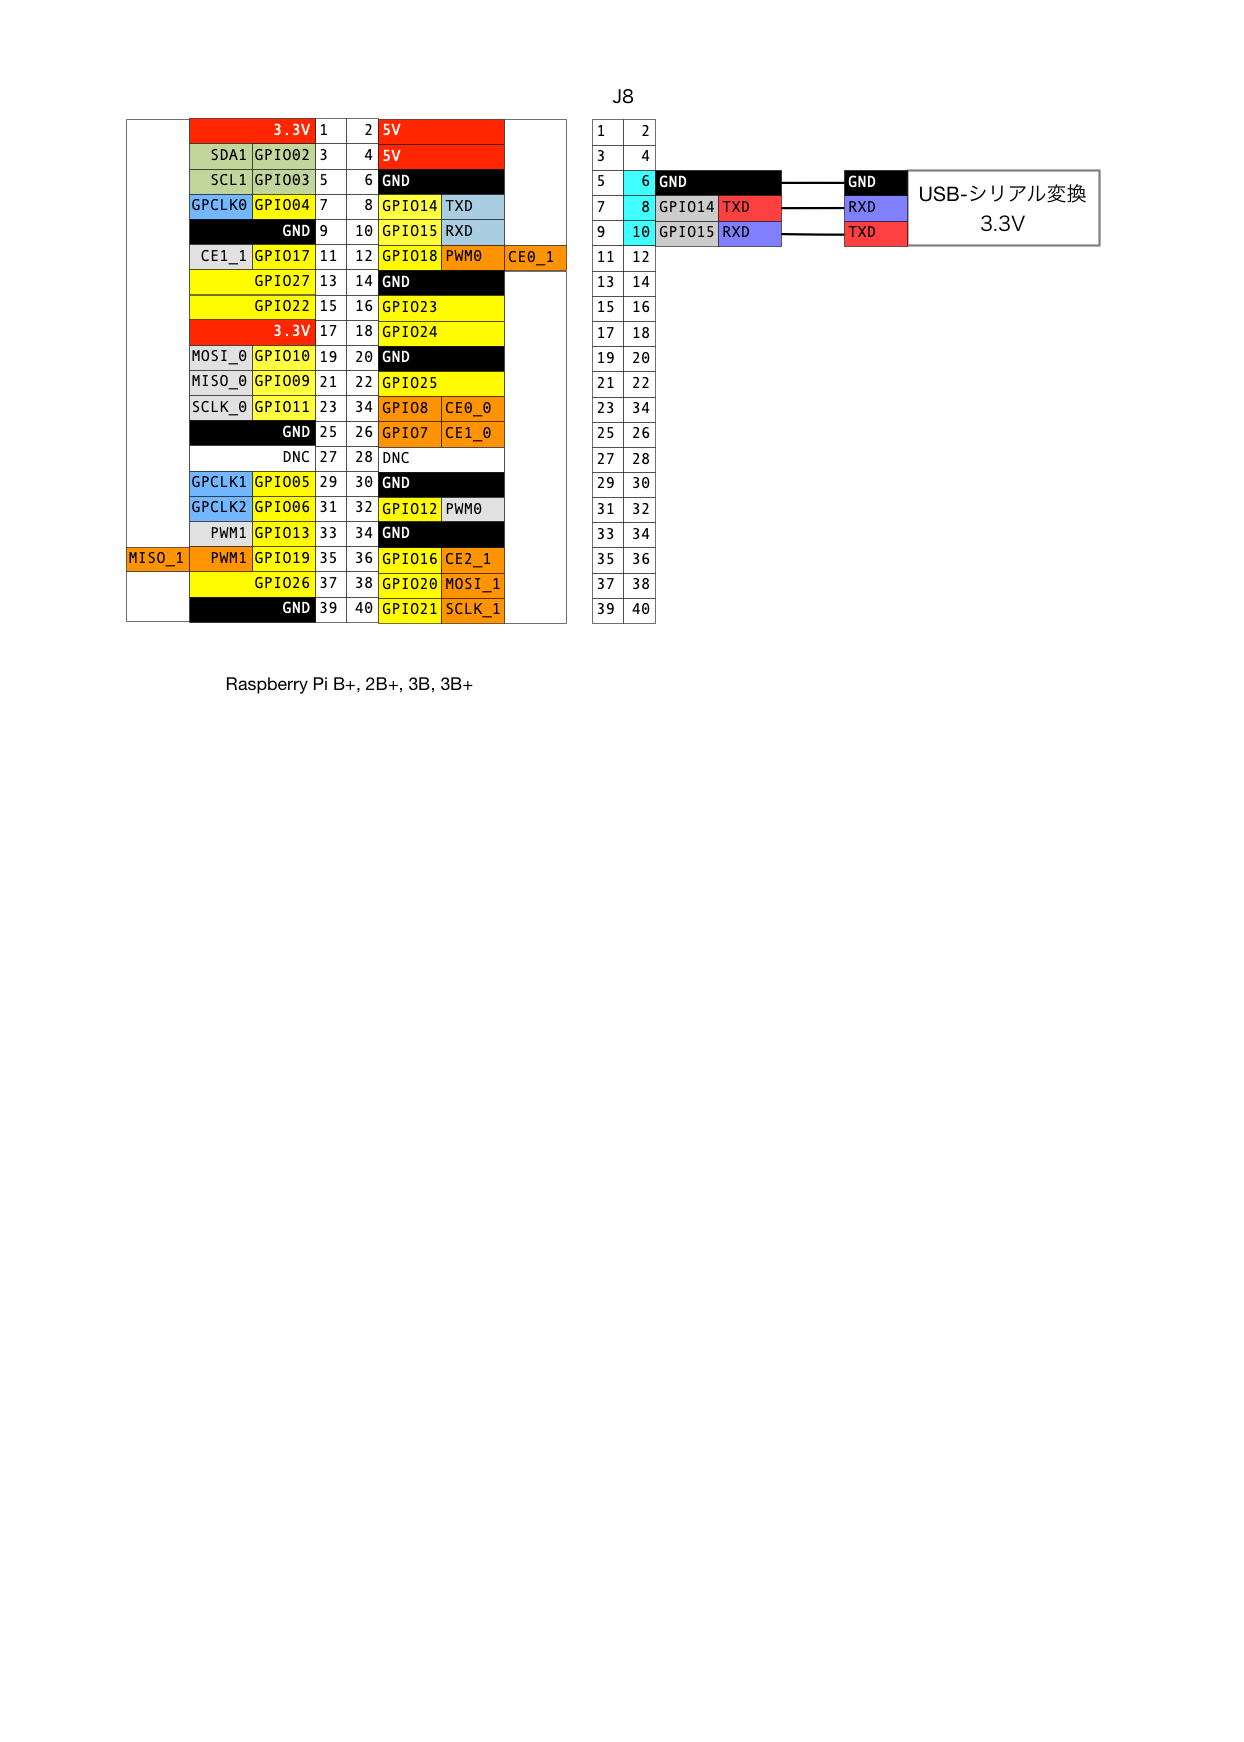 J8
3.3V 1 2 5V 1 2
SDA1 GPIO02 3 4 5V 3 4
SCL1 GPIO03 5 6 GND 5 6 GND GND USB-シリアル変換
GPCLK0 GPIO04 7 8 GPIO14 TXD 7 8 GPIO14 TXD RXD 3.3V
GND 9 10 GPIO15 RXD 9 10 GPIO15 RXD TXD
CE1_1 GPIO17 11 12 GPIO18 PWM0 CE0_1 11 12
GPIO27 13 14 GND 13 14
GPIO22 15 16 GPIO23 15 16
3.3V 17 18 GPIO24 17 18
MOSI_0 GPIO10 19 20 GND 19 20
MISO_0 GPIO09 21 22 GPIO25 21 22
SCLK_0 GPIO11 23 34 GPIO8 CE0_0 23 34
GND 25 26 GPIO7 CE1_0 25 26
DNC 27 28 DNC 27 28
GPCLK1 GPIO05 29 30 GND 29 30
GPCLK2 GPIO06 31 32 GPIO12 PWM0 31 32
PWM1 GPIO13 33 34 GND 33 34
MISO_1 PWM1 GPIO19 35 36 GPIO16 CE2_1 35 36
GPIO26 37 38 GPIO20 MOSI_1 37 38
GND 39 40 GPIO21 SCLK_1 39 40
Raspberry Pi B+, 2B+, 3B, 3B+